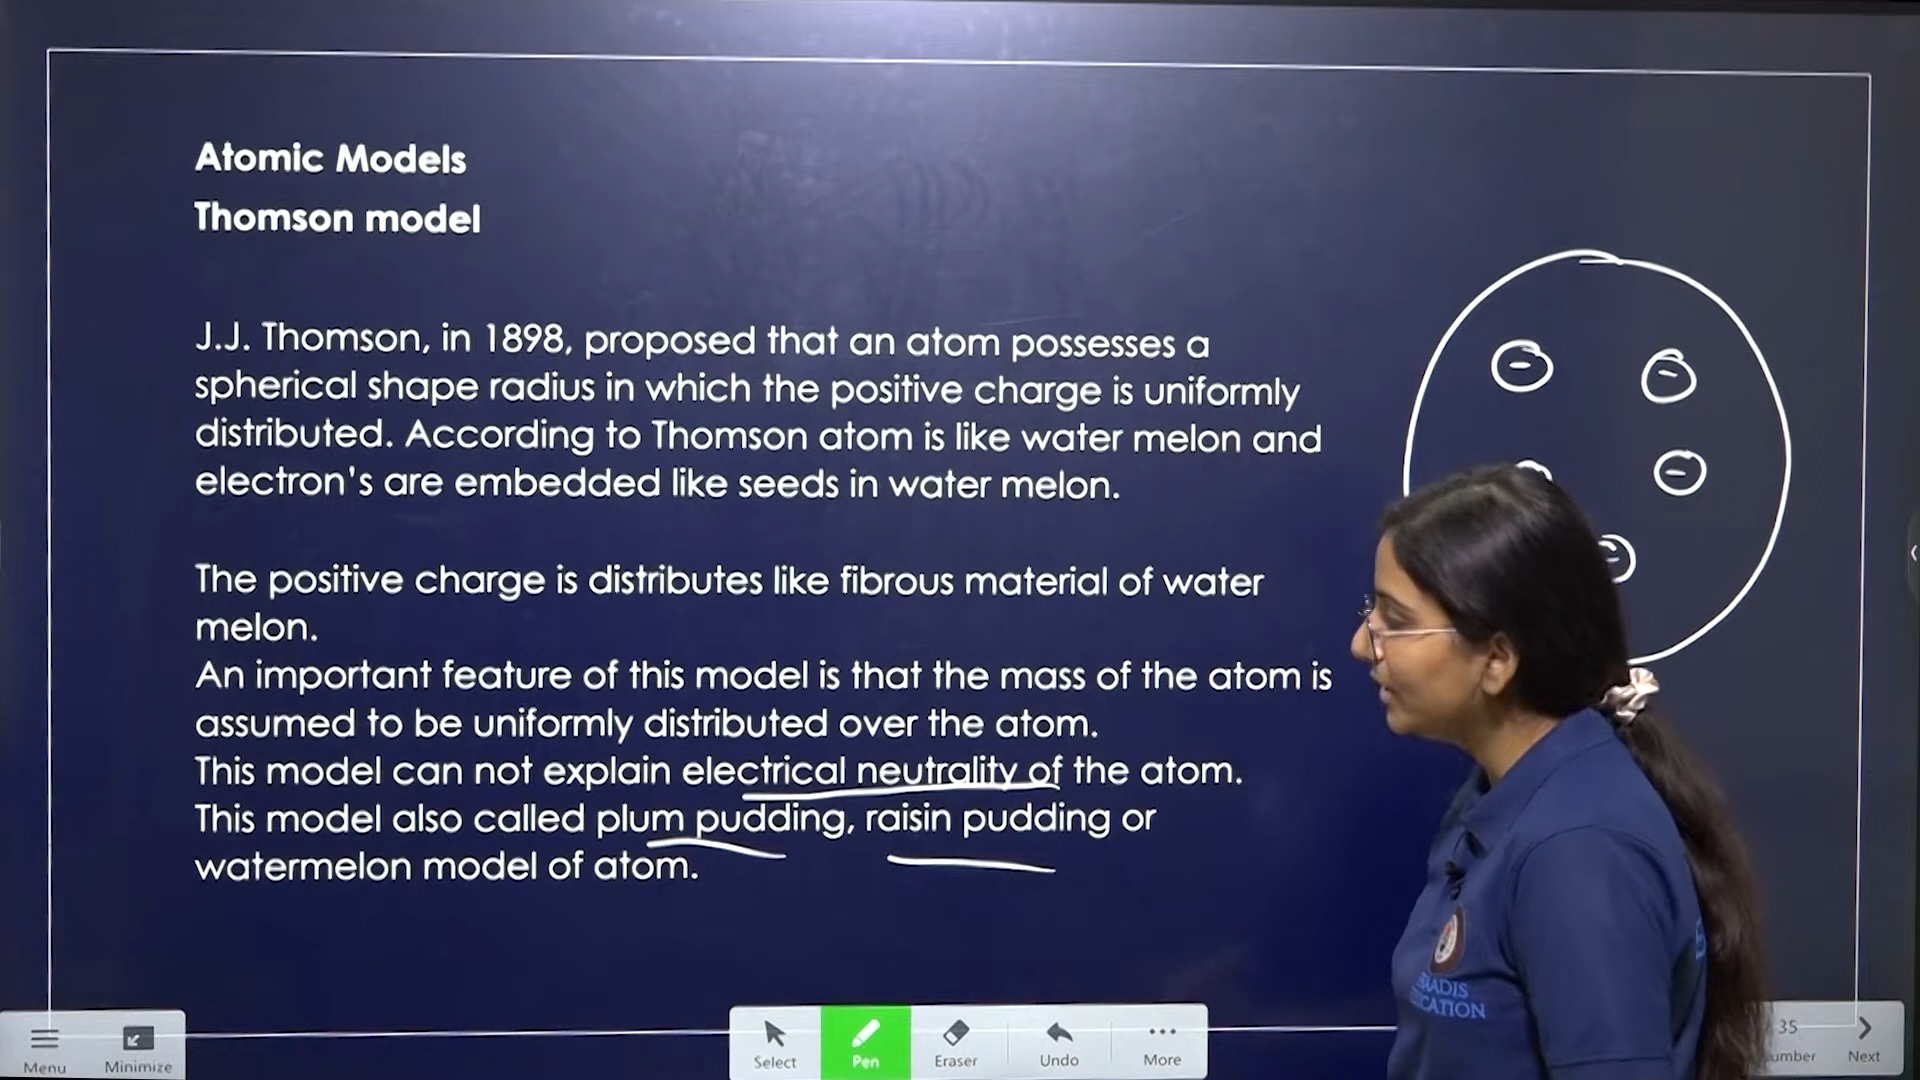 Atomic Models
Thomson model
J.J. Thomson, in 1898, proposed that an atom possesses a
spherical shape radius in which the positive charge is uniformly
distributed. According to Thomson atom is like water melon and
electron's are embedded like seeds in water melon.
The positive charge is distributes like fibrous material of water
melon.
An important feature of this model is that the mass of the atom is
assumed to be uniformly distributed over the atom.
This model can not explain electrical neutrality of the atom.
This model also called plum pudding, raisin pudding or
watermelon model of atom.
Menu
Minimize
Select
Pen
Eraser
Undo
More
35
Next